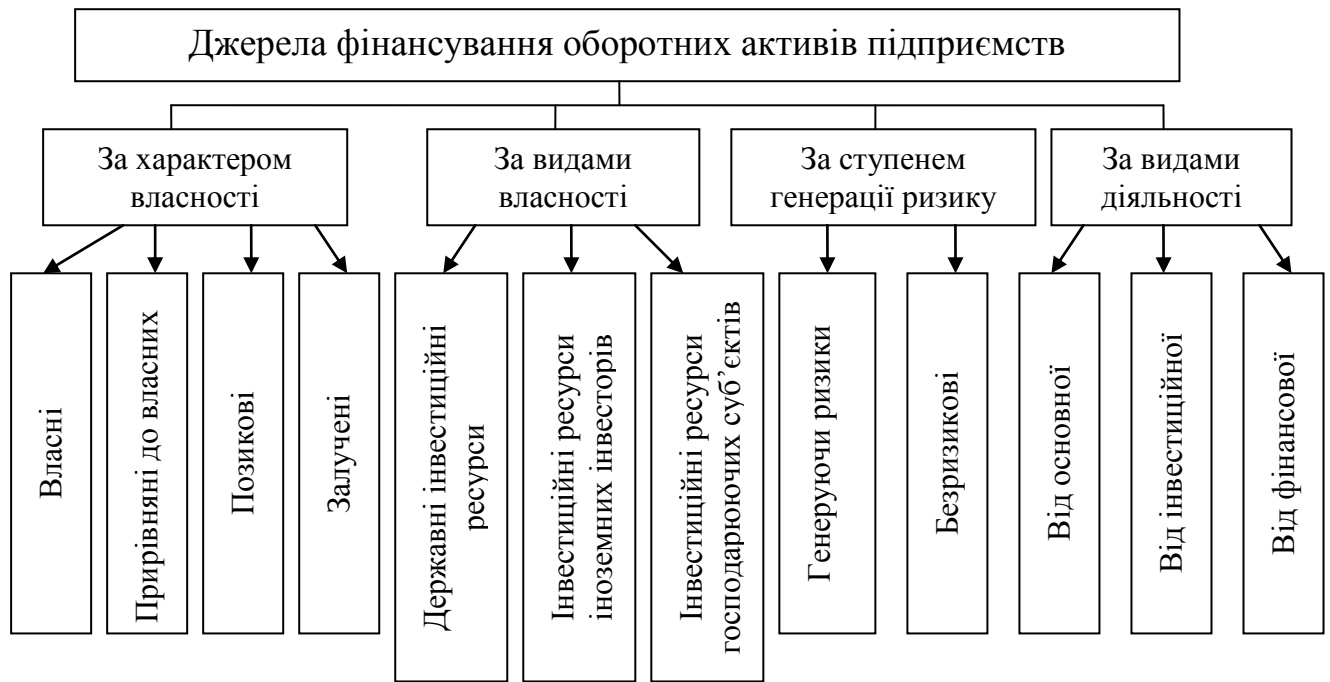 Джерела фінансування оборотних активів підприємств
За характером
власності
За видами
власності
За ступенем
генерації ризику
За видами
діяльності
Власні
Прирівняні до власних
Позикові
Залучені
Державні інвестиційні
ресурси
Інвестиційні ресурси
іноземних інвесторів
Інвестиційні ресурси
господарюючих суб’єктів
Генеруючи ризики
Безризикові
Від основної
Від інвестиційної
Від фінансової